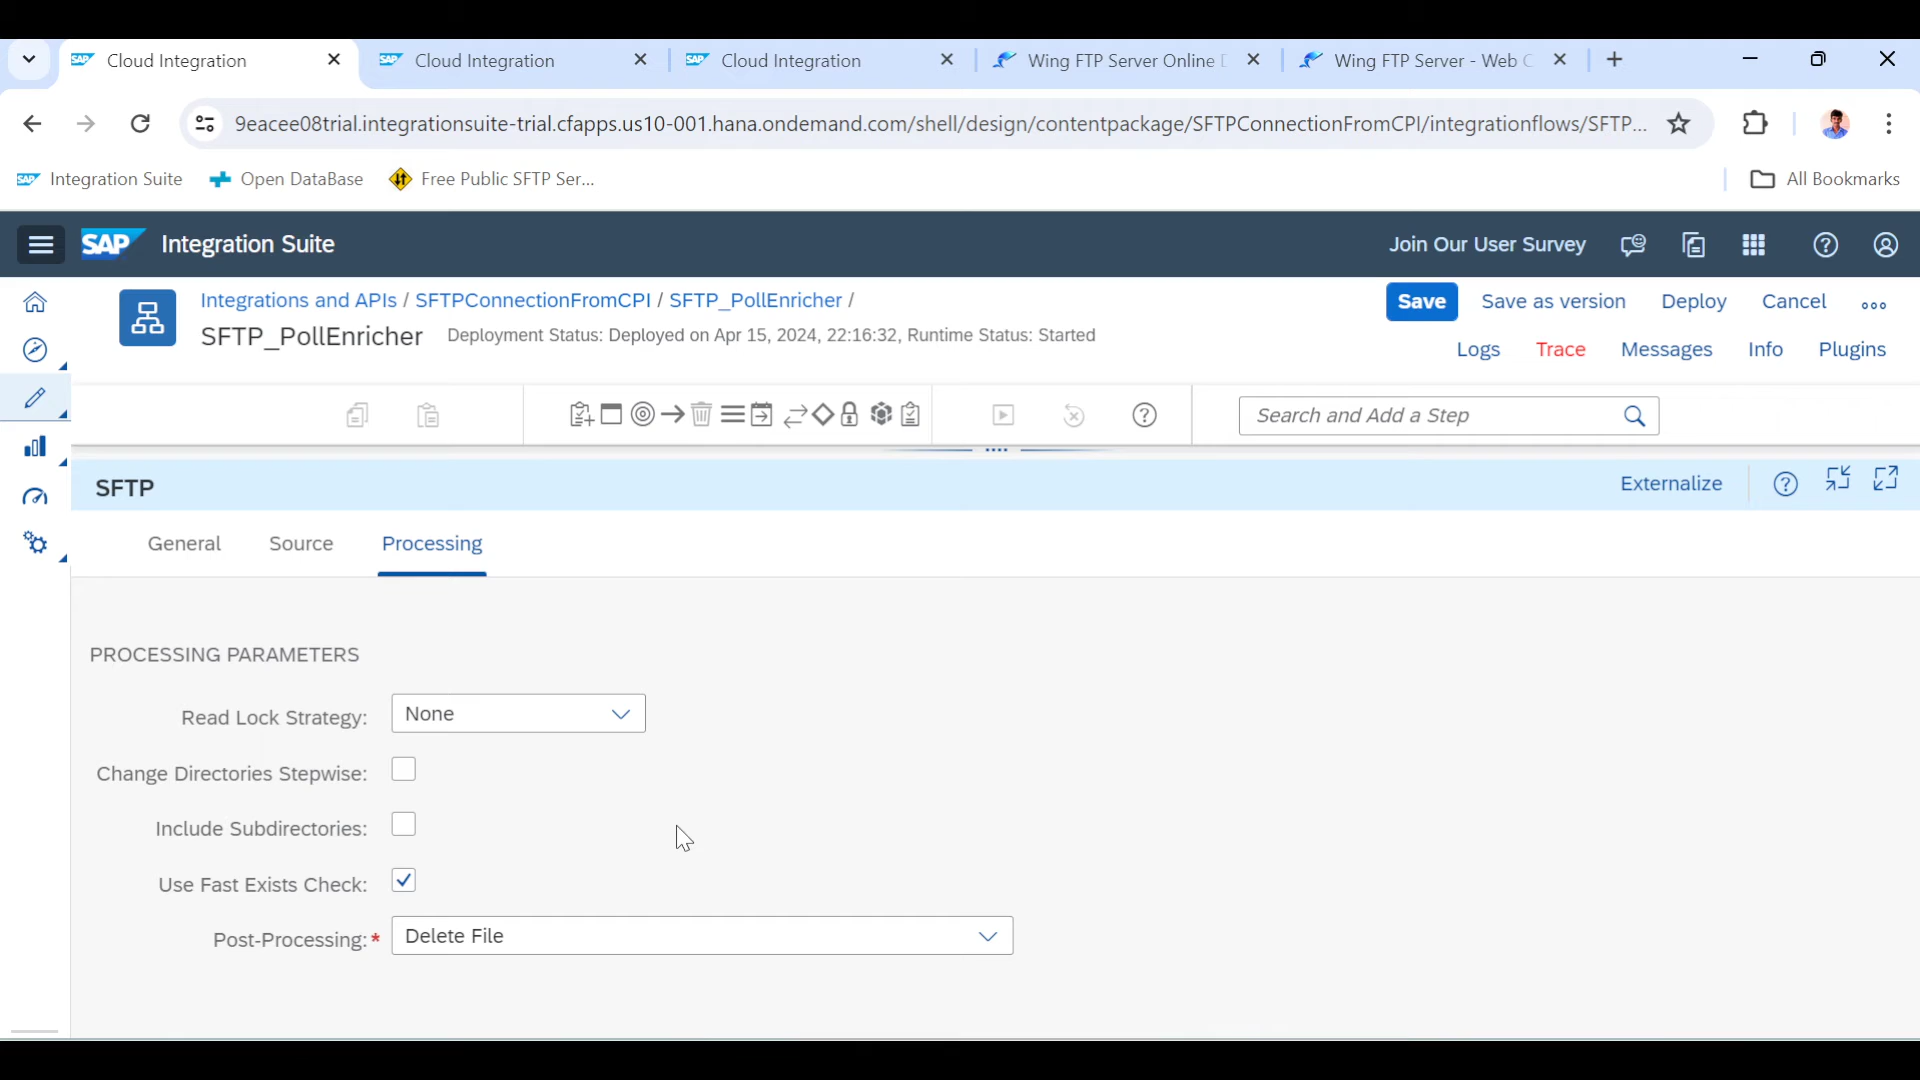 Cloud Integration
Cloud Integration
Cloud Integration
Wing FTP Server Online
Wing FTP Server - Web C
9eacee08trial.integrationsuite-trial.cfapps.us10-001.hana.ondemand.com/shell/design/contentpackage/SFTPConnectionFromCPI/integrationflows/SFTP...
SAP Integration Suite
Open DataBase
Free Public SFTP Ser...
All Bookmarks
SAP Integration Suite
Join Our User Survey
Integrations and APIs / SFTPConnectionFromCPI / SFTP_PollEnricher /
Save
Save as version
Deploy
Cancel
SFTP_PollEnricher
Deployment Status: Deployed on Apr 15, 2024, 22:16:32, Runtime Status: Started
Logs
Trace
Messages
Info
Plugins
Search and Add a Step
SFTP
Externalize
General
Source
Processing
PROCESSING PARAMETERS
Read Lock Strategy: None
Change Directories Stepwise:
Include Subdirectories:
Use Fast Exists Check:
Post-Processing:* Delete File